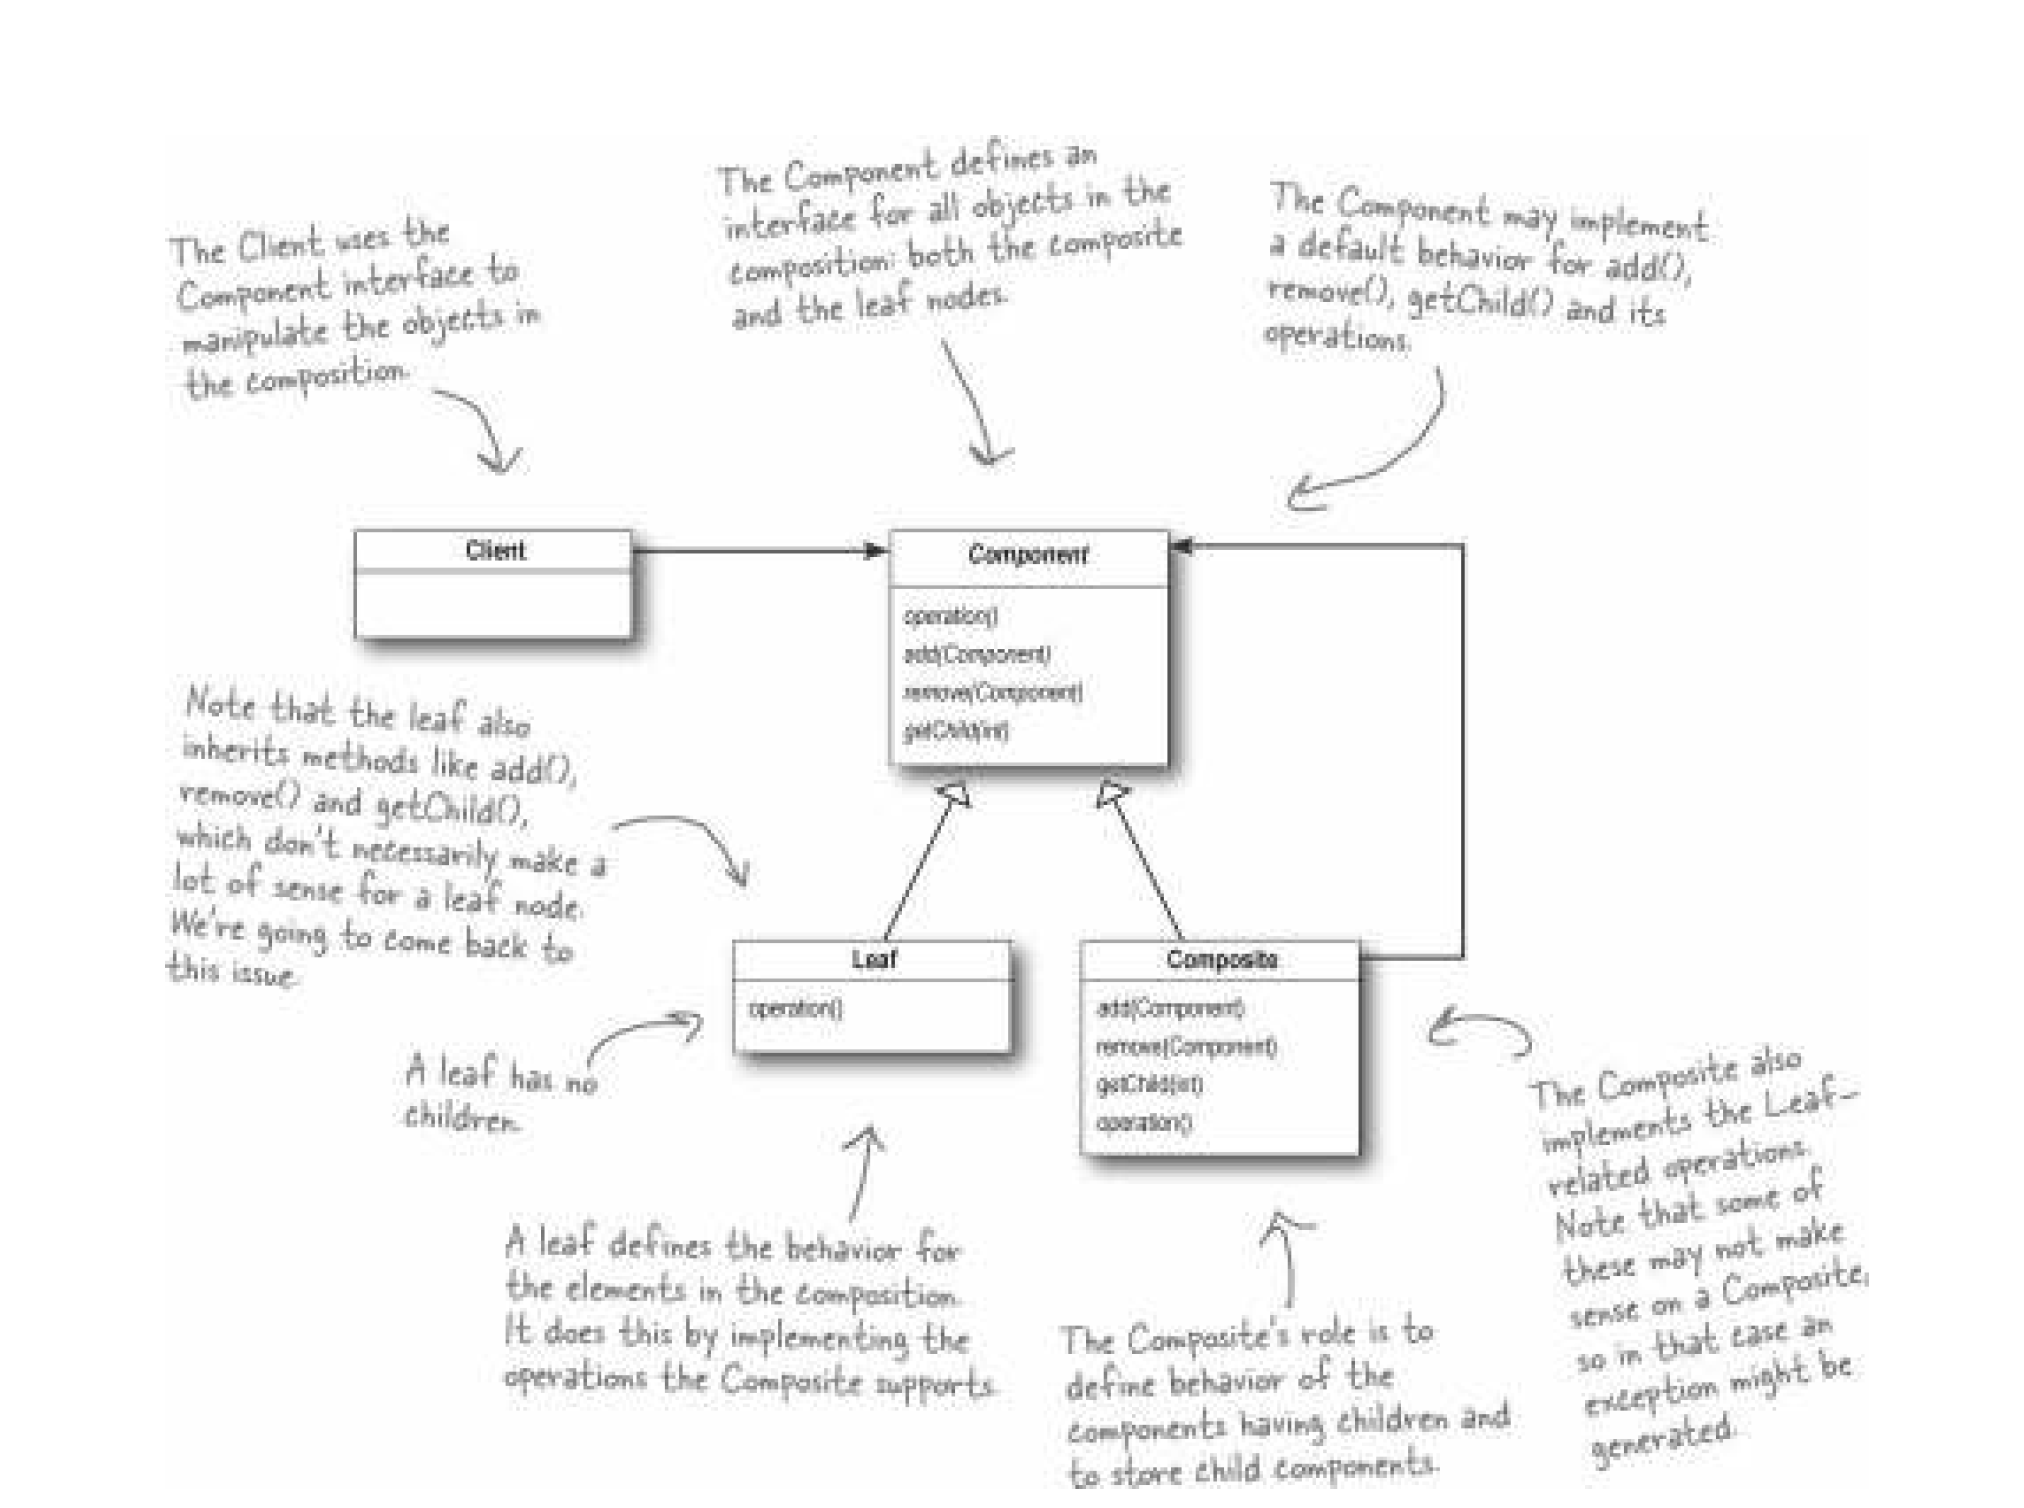 The Client uses the
Component interface to
manipulate the objects in
the composition.
The Component defines an
interface for all objects in the
composition: both the composite
and the leaf nodes.
The Component may implement
a default behavior for add(),
remove(), getChild() and its
operations.
Client
Component
operation()
add(Component)
remove(Component)
getChild(int)
Note that the leaf also
inherits methods like add(),
remove() and getChild(),
which don't necessarily make a
lot of sense for a leaf node.
We're going to come back to
this issue.
Leaf
operation()
Composite
add(Component)
remove(Component)
getChild(int)
operation()
A leaf has no
children.
A leaf defines the behavior for
the elements in the composition.
It does this by implementing the
operations the Composite supports.
The Composite's role is to
define behavior of the
components having children and
to store child components.
The Composite also
implements the Leaf-
related operations.
Note that some of
these may not make
sense on a Composite,
so in that case an
exception might be
generated.